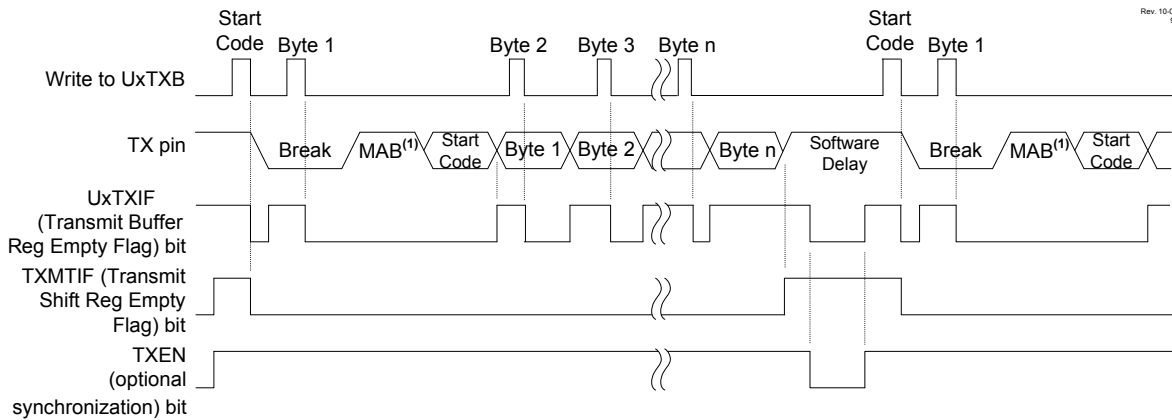 Start
Code
Byte 1
Byte 2
Byte 3
Byte n
Start
Code
Byte 1
Write to UxTXB
TX pin
Break
MAB(1)
Start
Code
Byte 1
Byte 2
Byte n
Software
Delay
Break
MAB(1)
Start
Code
UxTXIF
(Transmit Buffer
Reg Empty Flag) bit
TXMTIF (Transmit
Shift Reg Empty
Flag) bit
TXEN
(optional
synchronization) bit